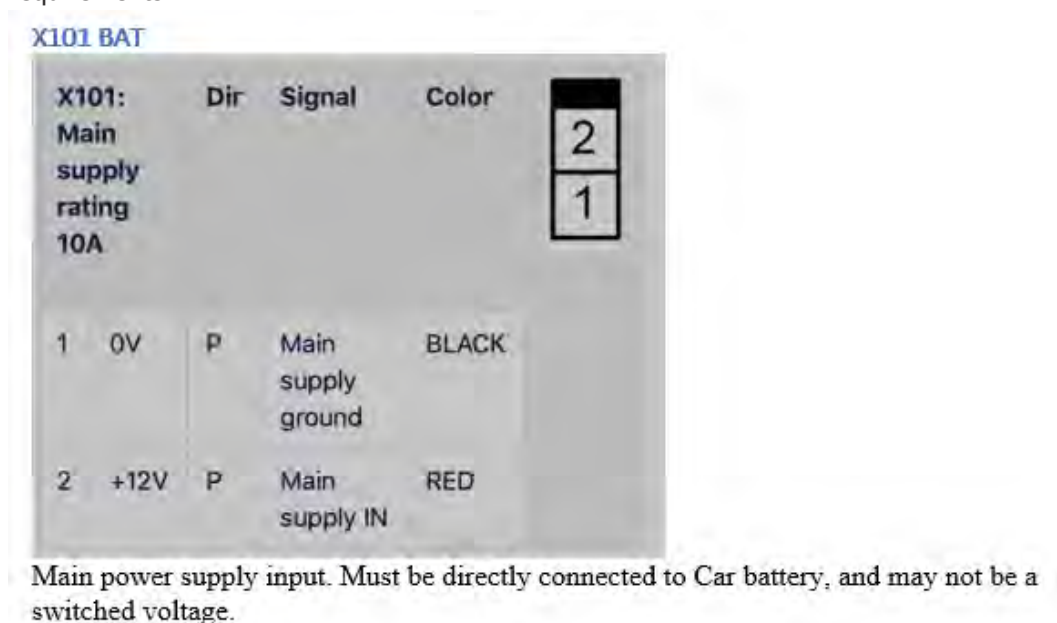 X101 BAT
X101: Dir Signal Color
Main
supply
rating
10A
2
1
1 0V P Main BLACK
supply
ground
2 +12V P Main RED
supply IN
Main power supply input. Must be directly connected to Car battery, and may not be a
switched voltage.